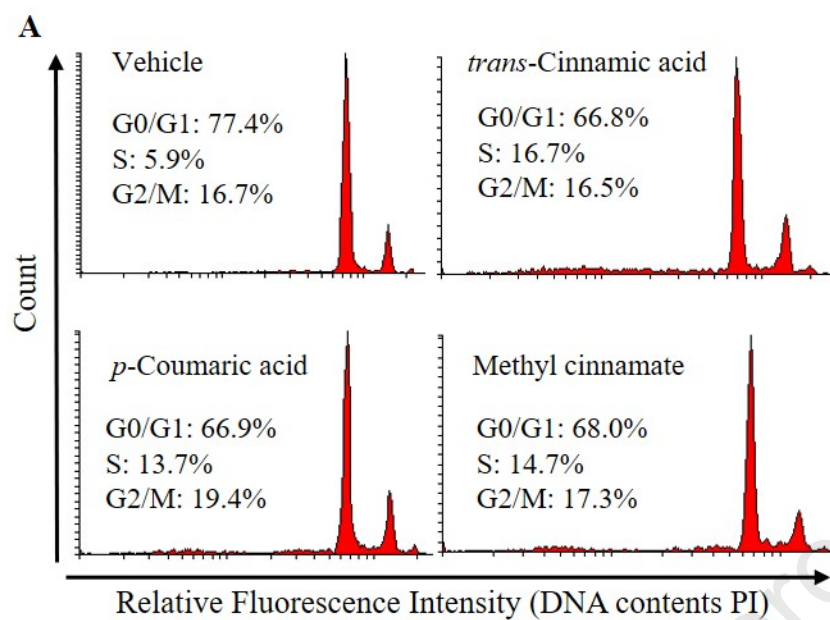 A
Vehicle
G0/G1: 77.4%
S: 5.9%
G2/M: 16.7%
trans-Cinnamic acid
G0/G1: 66.8%
S: 16.7%
G2/M: 16.5%
p-Coumaric acid
G0/G1: 66.9%
S: 13.7%
G2/M: 19.4%
Methyl cinnamate
G0/G1: 68.0%
S: 14.7%
G2/M: 17.3%
Count
Relative Fluorescence Intensity (DNA contents PI)